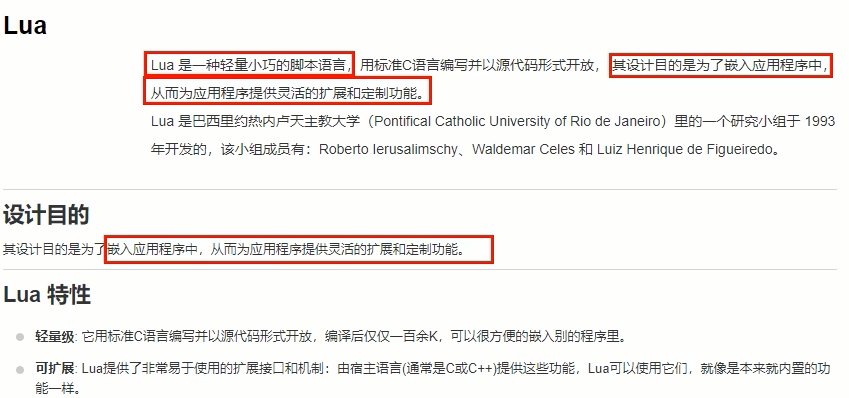 Lua
Lua 是一种轻量小巧的脚本语言，用标准C语言编写并以源代码形式开放， 其设计目的是为了嵌入应用程序中，
从而为应用程序提供灵活的扩展和定制功能。
Lua 是巴西里约热内卢天主教大学（Pontifical Catholic University of Rio de Janeiro）里的一个研究小组于 1993
年开发的，该小组成员有：Roberto Ierusalimschy、Waldemar Celes 和 Luiz Henrique de Figueiredo。
设计目的
其设计目的是为了嵌入应用程序中，从而为应用程序提供灵活的扩展和定制功能。
Lua 特性
轻量级: 它用标准C语言编写并以源代码形式开放，编译后仅仅一百余K，可以很方便的嵌入别的程序里。
可扩展: Lua提供了非常易于使用的扩展接口和机制：由宿主语言(通常是C或C++)提供这些功能，Lua可以使用它们，就像是本来就内置的功
能一样。